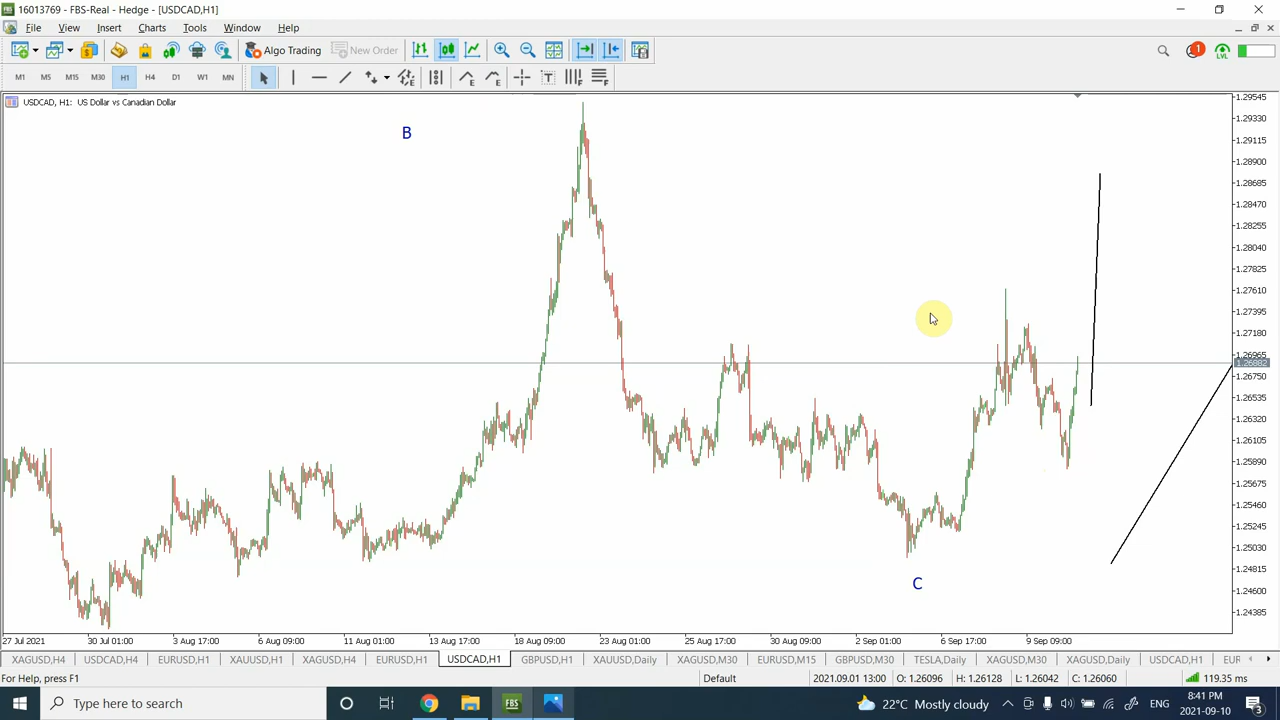 16013769 - FBS-Real - Hedge - [USDCAD,H1]
File View Insert Charts Tools Window Help
Algo Trading New Order 1 LVL
M1 M5 M15 M30 H1 H4 D1 W1 MN E E T F F
USDCAD, H1: US Dollar vs Canadian Dollar
B
C
1.29545
1.29330
1.29115
1.28900
1.28685
1.28470
1.28255
1.28040
1.27825
1.27610
1.27395
1.27180
1.26965
1.26882
1.26750
1.26535
1.26320
1.26105
1.25890
1.25675
1.25460
1.25245
1.25030
1.24815
1.24600
1.24385
27 Jul 2021 30 Jul 01:00 3 Aug 17:00 6 Aug 09:00 11 Aug 01:00 13 Aug 17:00 18 Aug 09:00 23 Aug 01:00 25 Aug 17:00 30 Aug 09:00 2 Sep 01:00 6 Sep 17:00 9 Sep 09:00
XAGUSD,H4 USDCAD,H4 EURUSD,H1 XAUUSD,H1 XAGUSD,H4 EURUSD,H1 USDCAD,H1 GBPUSD,H1 XAUUSD,Daily XAGUSD,M30 EURUSD,M15 GBPUSD,M30 TESLA,Daily XAGUSD,M30 XAGUSD,Daily USDCAD,H1 EUR
For Help, press F1 Default 2021.09.01 13:00 O: 1.26096 H: 1.26128 L: 1.26042 C: 1.26060 119.35 ms
Type here to search FBS 22°C Mostly cloudy ENG 8:41 PM 2021-09-10 3